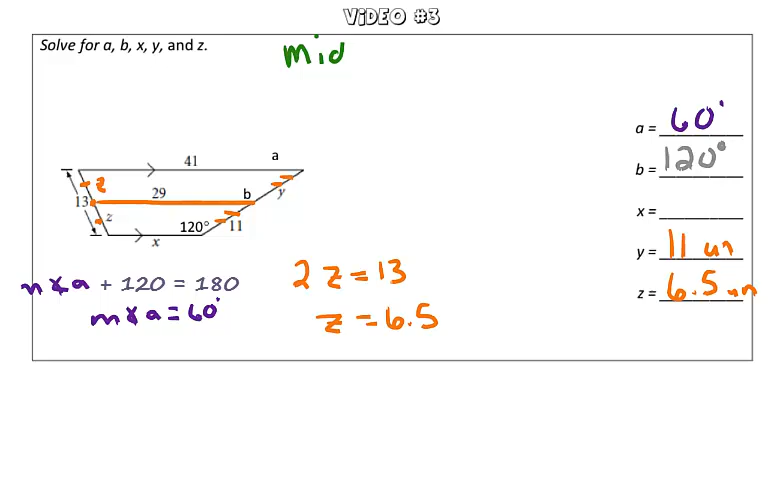 VIDEO #3
Solve for a, b, x, y, and z.
mid
a = 60°
b = 120°
x =
y = 11 un
z = 6.5 un
41
a
z
13
29
b
y
z
120°
11
x
m∠a + 120 = 180
m∠a = 60°
2z = 13
z = 6.5